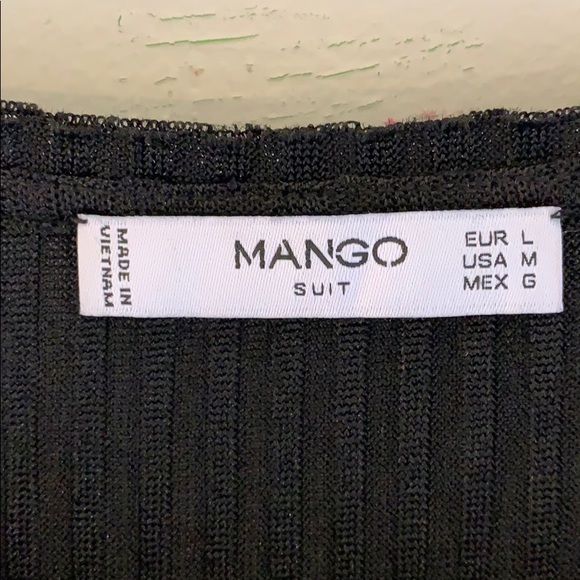 MADE IN
VIETNAM
MANGO
SUIT
EUR L
USA M
MEX G